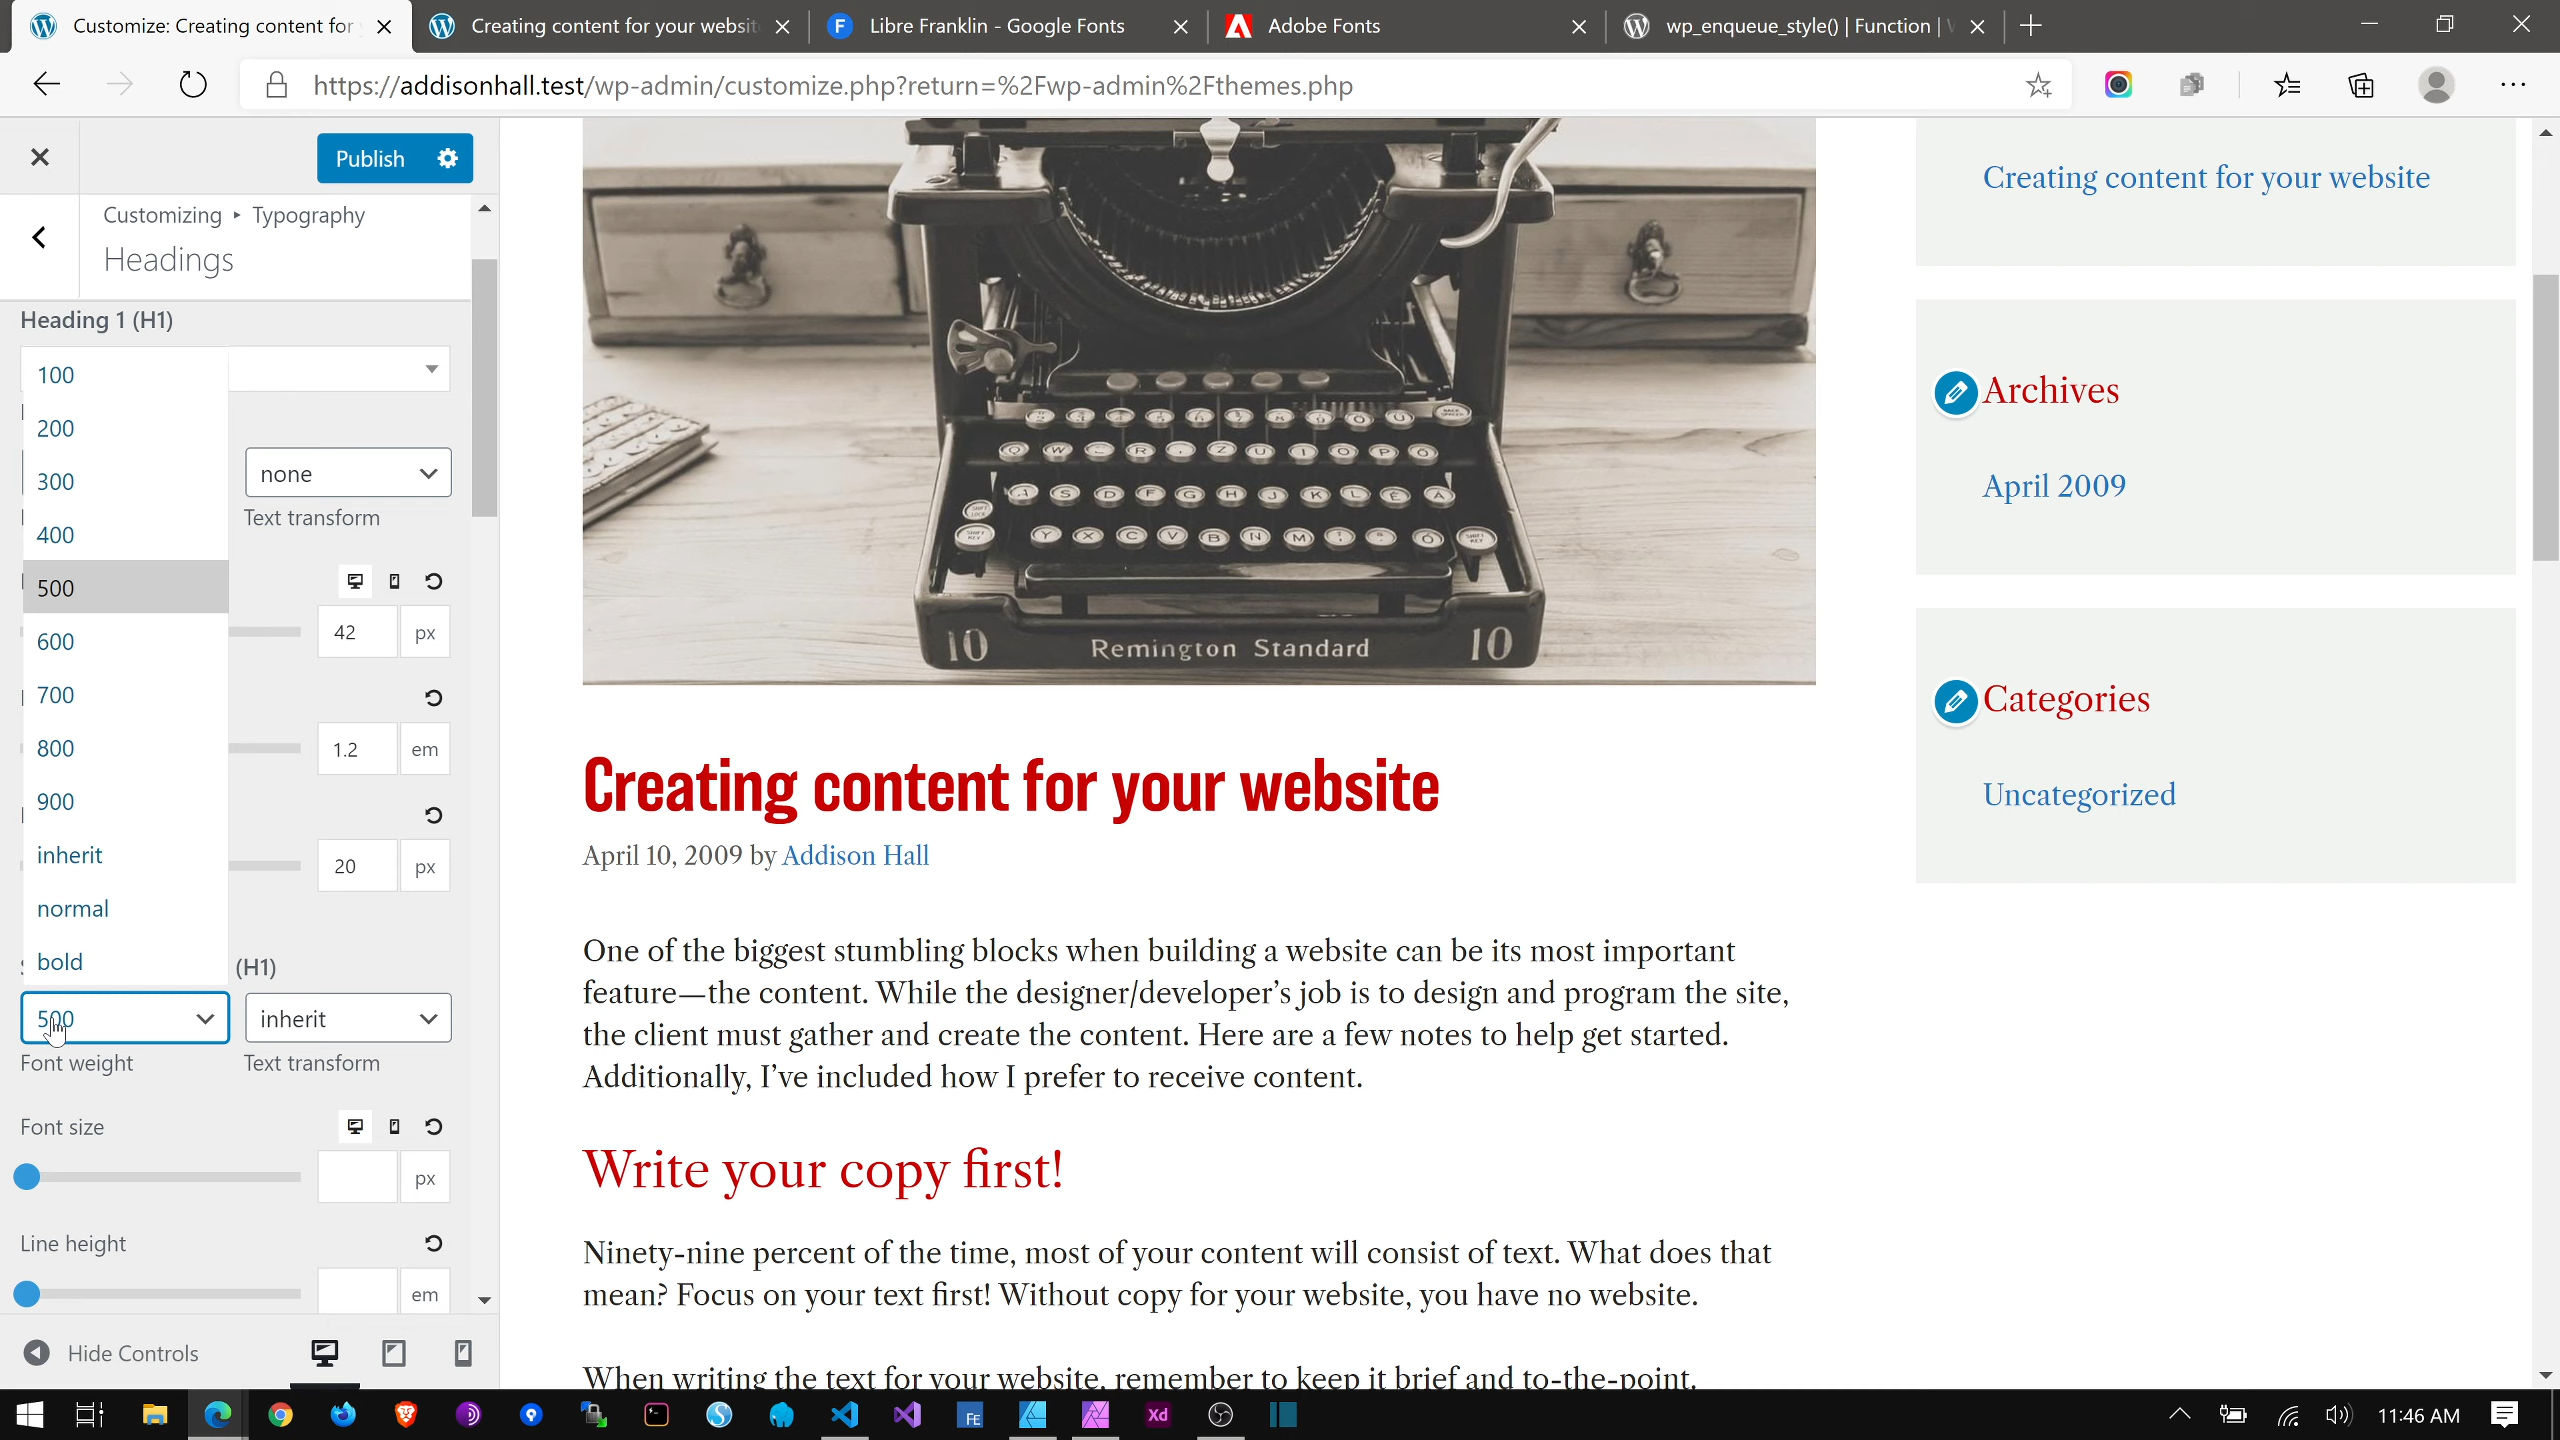 Customize: Creating content for
Creating content for your websit
Libre Franklin - Google Fonts
Adobe Fonts
wp_enqueue_style() | Function |
https://addisonhall.test/wp-admin/customize.php?return=%2Fwp-admin%2Fthemes.php
Publish
Customizing ▸ Typography
Headings
Heading 1 (H1)
100
200
300
400
500
600
700
800
900
inherit
normal
bold
none
Text transform
42 px
1.2 em
20 px
(H1)
500
inherit
Font weight
Text transform
Font size
px
Line height
em
Hide Controls
10 Remington Standard 10
Creating content for your website
April 10, 2009 by Addison Hall
One of the biggest stumbling blocks when building a website can be its most important
feature—the content. While the designer/developer’s job is to design and program the site,
the client must gather and create the content. Here are a few notes to help get started.
Additionally, I’ve included how I prefer to receive content.
Write your copy first!
Ninety-nine percent of the time, most of your content will consist of text. What does that
mean? Focus on your text first! Without copy for your website, you have no website.
When writing the text for your website, remember to keep it brief and to-the-point.
Creating content for your website
Archives
April 2009
Categories
Uncategorized
FE
Xd
11:46 AM